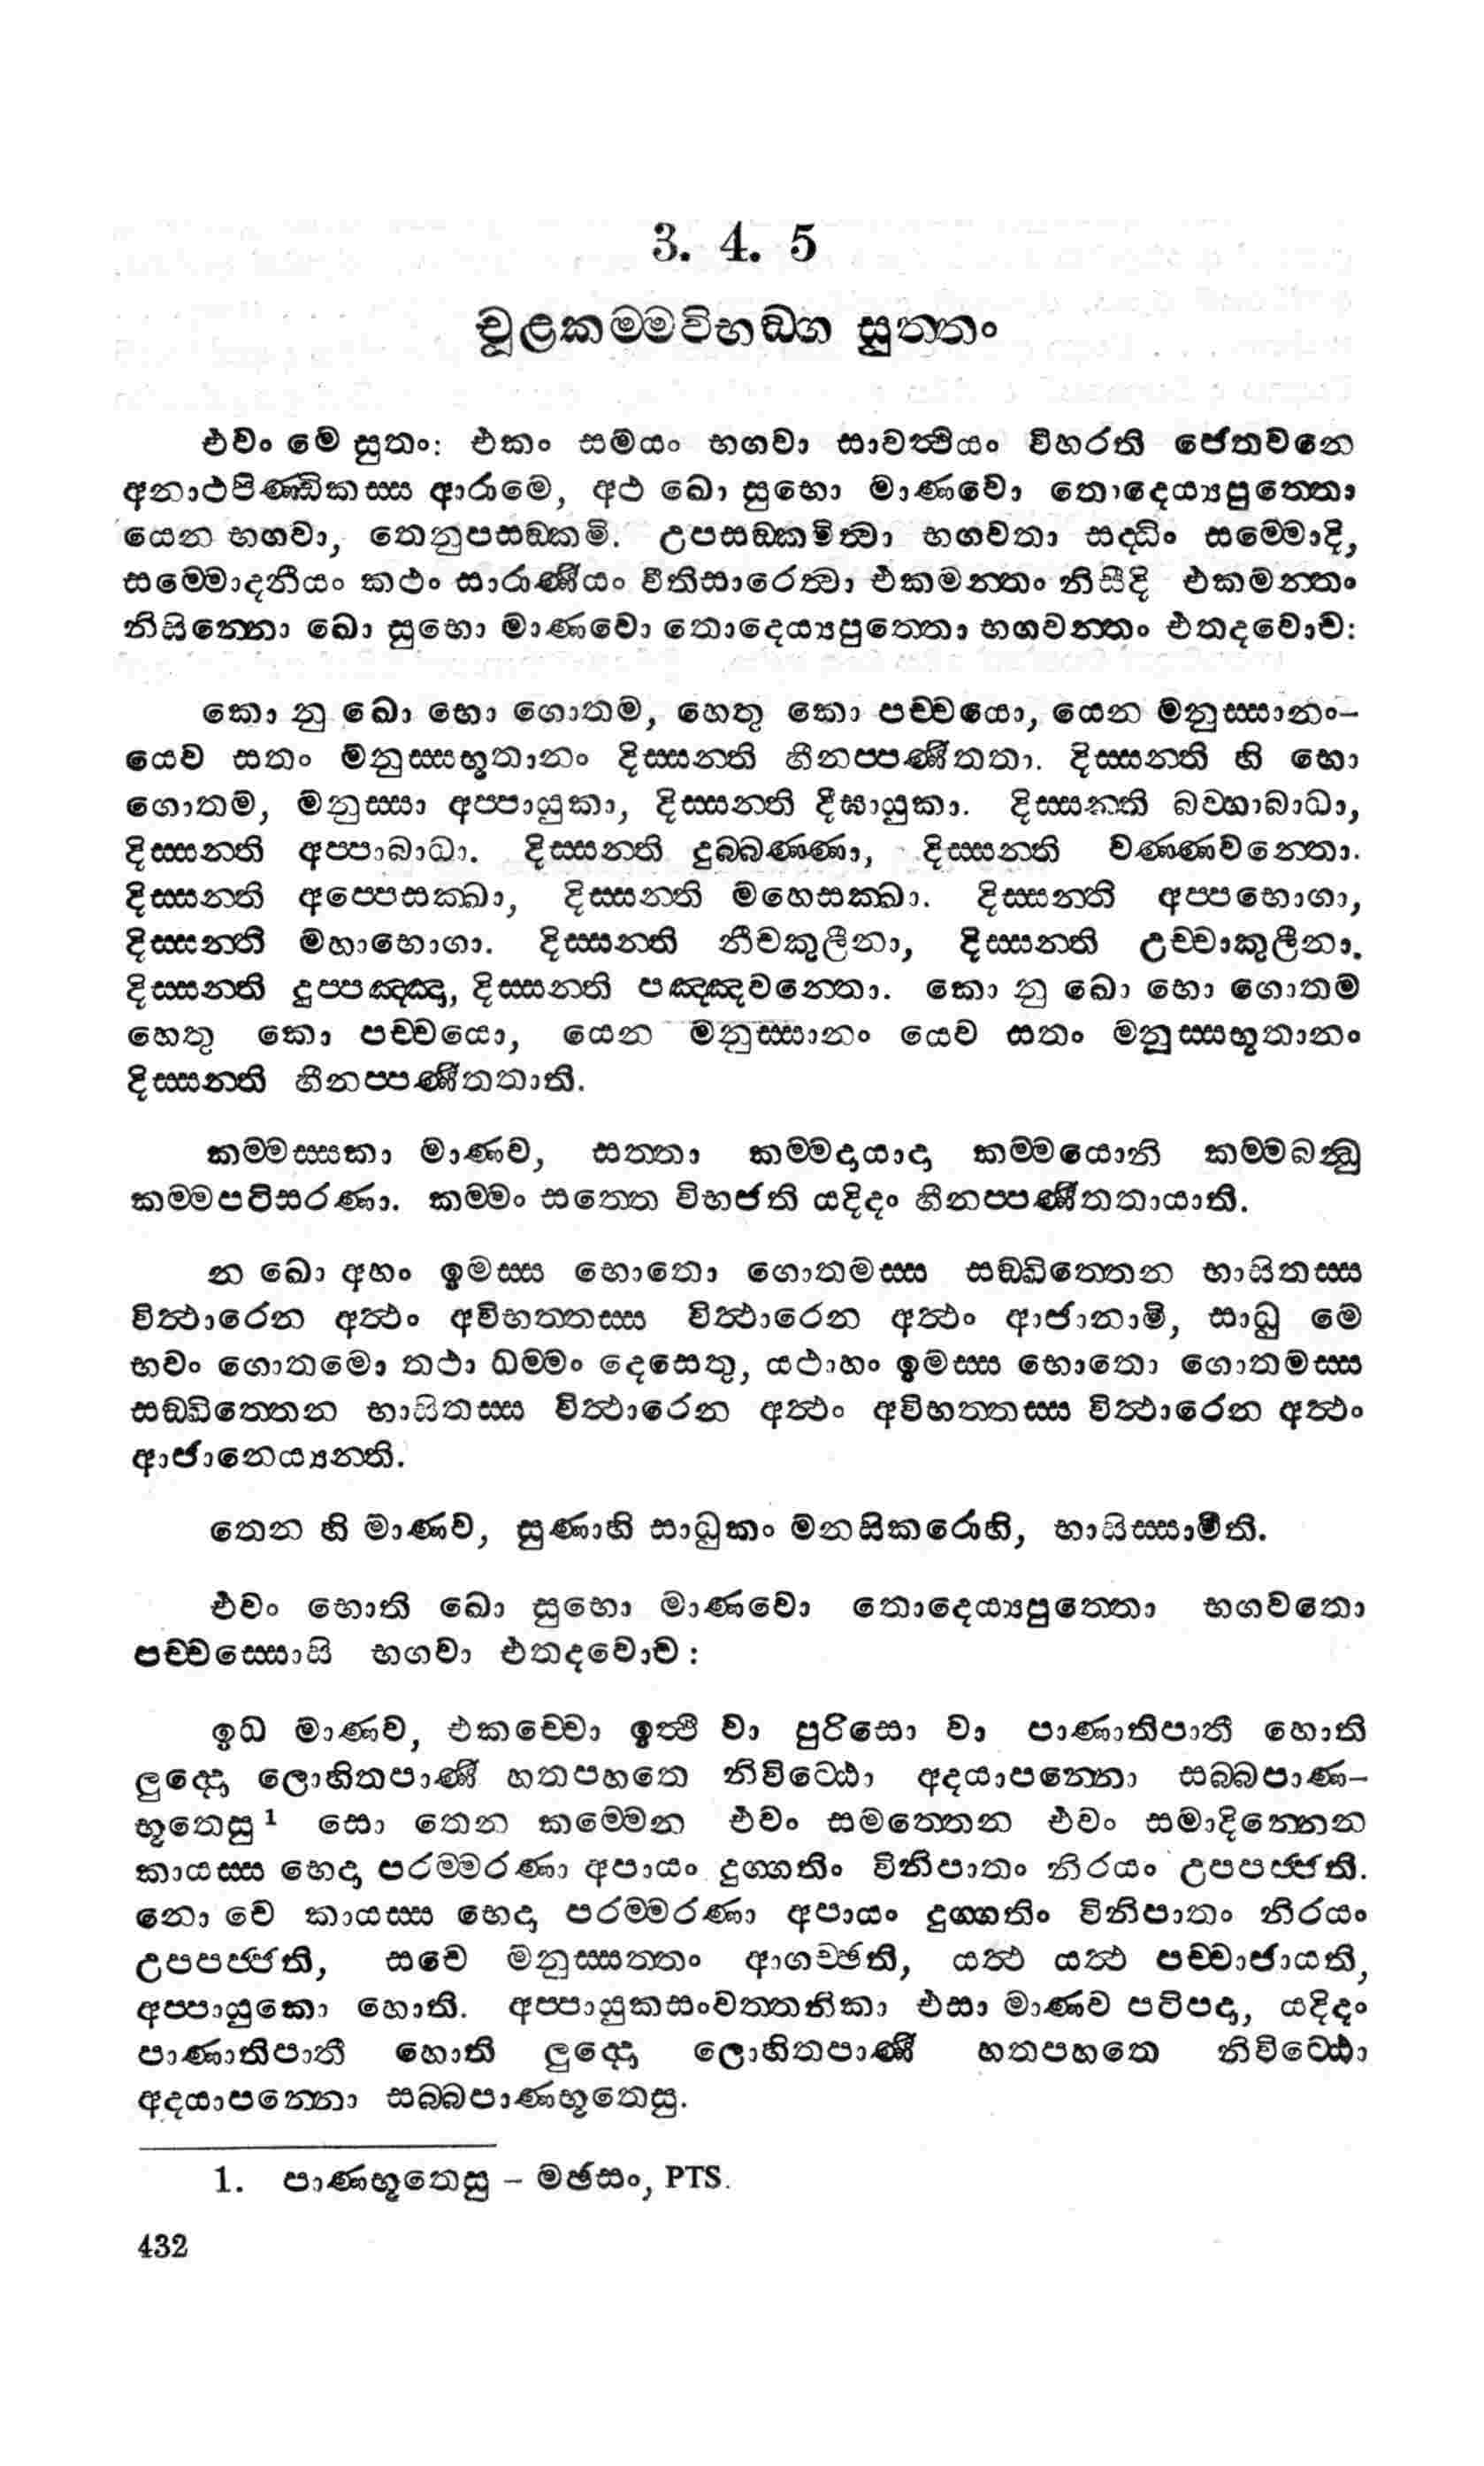 3. 4. 5
චූළකම්මවිභඞ්ග සුත්තං
එවං මෙ සුතං: එකං සමයං භගවා සාවත්ථියං විහරති ජෙතවනෙ
අනාථපිණ්ඩිකස්ස ආරාමෙ, අථ ඛො සුභො මාණවො තොදෙය්‍යපුත්තො
යෙන භගවා, තෙනුපසඞ්කමි. උපසඞ්කමිත්‍වා භගවතා සද්ධිං සම්මොදි,
සම්මොදනීයං කථං සාරාණීයං වීතිසාරෙත්‍වා එකමන්තං නිසීදි එකමන්තං
නිසින්නො ඛො සුභො මාණවො තොදෙය්‍යපුත්තො භගවන්තං එතදවොච:
කො නු ඛො භො ගොතම, හෙතු කො පච්චයො, යෙන මනුස්සානං-
යෙව සතං මනුස්සභූතානං දිස්සන්ති හීනප්පණීතතා. දිස්සන්ති හි භො
ගොතම, මනුස්සා අප්පායුකා, දිස්සන්ති දීඝායුකා. දිස්සන්ති බව්හාබාධා,
දිස්සන්ති අප්පාබාධා. දිස්සන්ති දුබ්බණ්ණා, දිස්සන්ති වණ්ණවන්තො.
දිස්සන්ති අප්පෙසක්ඛා, දිස්සන්ති මහෙසක්ඛා. දිස්සන්ති අප්පභොගා,
දිස්සන්ති මහාභොගා. දිස්සන්ති නීචකුලීනා, දිස්සන්ති උච්චාකුලීනා.
දිස්සන්ති දුප්පඤ්ඤා, දිස්සන්ති පඤ්ඤවන්තො. කො නු ඛො භො ගොතම
හෙතු කො පච්චයො, යෙන මනුස්සානං යෙව සතං මනුස්සභූතානං
දිස්සන්ති හීනප්පණීතතාති.
කම්මස්සකා මාණව, සත්තා කම්මදායාදා කම්මයොනි කම්මබන්ධු
කම්මපටිසරණා. කම්මං සත්තෙ විභජති යදිදං හීනප්පණීතතායාති.
න ඛො අහං ඉමස්ස භොතො ගොතමස්ස සඞ්ඛිත්තෙන භාසිතස්ස
විත්ථාරෙන අත්ථං අවිභත්තස්ස විත්ථාරෙන අත්ථං ආජානාමි, සාධු මෙ
භවං ගොතමො තථා ධම්මං දෙසෙතු, යථාහං ඉමස්ස භොතො ගොතමස්ස
සඞ්ඛිත්තෙන භාසිතස්ස විත්ථාරෙන අත්ථං අවිභත්තස්ස විත්ථාරෙන අත්ථං
ආජානෙය්‍යන්ති.
තෙන හි මාණව, සුණාහි සාධුකං මනසිකරොහි, භාසිස්සාමීති.
එවං භොති ඛො සුභො මාණවො තොදෙය්‍යපුත්තො භගවතො
පච්චස්සොසි භගවා එතදවොච :
ඉධ මාණව, එකච්චො ඉත්ථි වා පුරිසො වා පාණාතිපාතී හොති
ලුද්දො ලොහිතපාණී හතපහතෙ නිවිට්ඨො අදයාපන්නො සබ්බපාණ-
භූතෙසු¹ සො තෙන කම්මෙන එවං සමත්තෙන එවං සමාදින්නෙන
කායස්ස භෙදා පරම්මරණා අපායං දුග්ගතිං විනිපාතං නිරයං උපපජ්ජති.
නො චෙ කායස්ස භෙදා පරම්මරණා අපායං දුග්ගතිං විනිපාතං නිරයං
උපපජ්ජති, සචෙ මනුස්සත්තං ආගච්ඡති, යත්ථ යත්ථ පච්චාජායති,
අප්පායුකො හොති. අප්පායුකසංවත්තනිකා එසා මාණව පටිපදා, යදිදං
පාණාතිපාතී හොති ලුද්දො ලොහිතපාණී හතපහතෙ නිවිට්ඨො
අදයාපන්නො සබ්බපාණභූතෙසු.
1. පාණභූතෙසු – මඡසං, PTS.
432